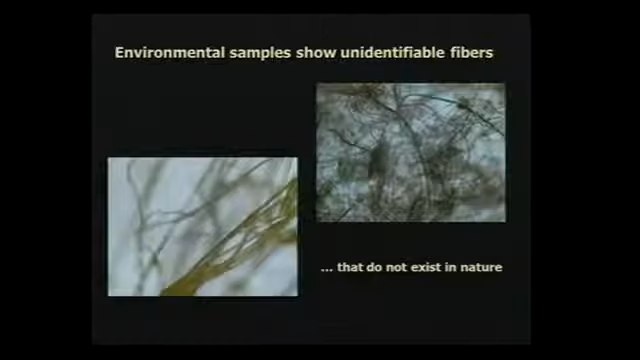 Environmental samples show unidentifiable fibers
... that do not exist in nature